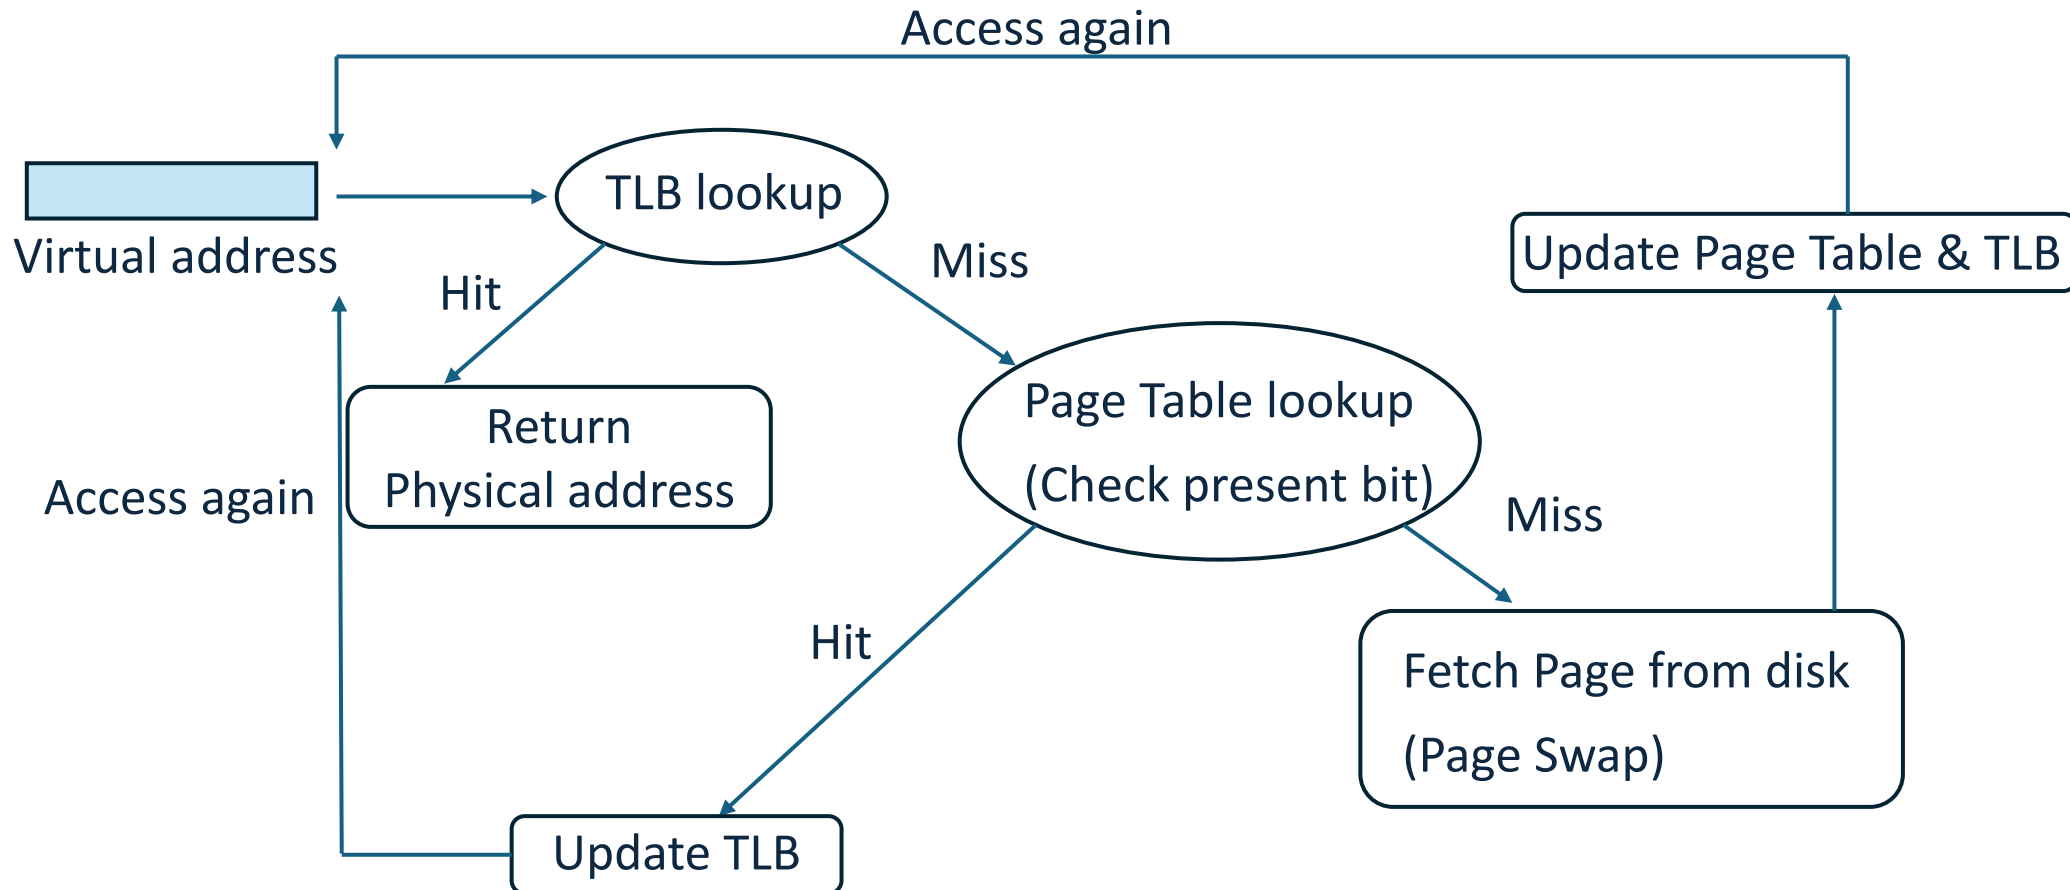 Access again
TLB lookup
Virtual address
Hit
Miss
Update Page Table & TLB
Return
Physical address
Access again
Page Table lookup
(Check present bit)
Miss
Hit
Fetch Page from disk
(Page Swap)
Update TLB